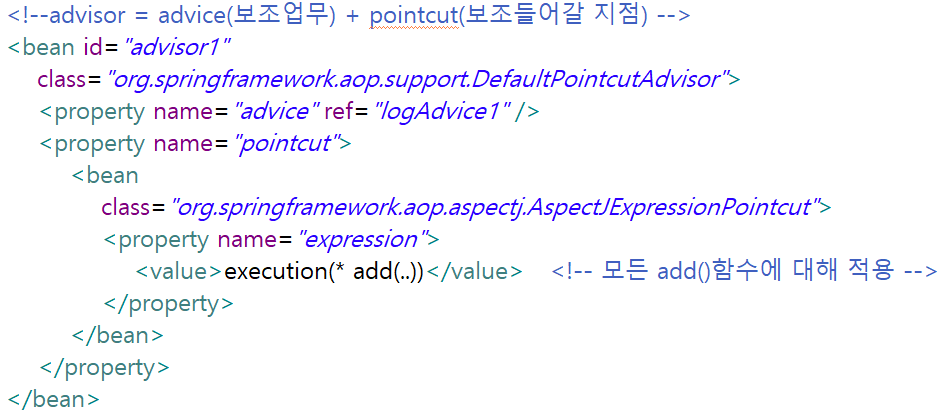 <!--advisor = advice(보조업무) + pointcut(보조들어갈 지점) -->
<bean id="advisor1"
class="org.springframework.aop.support.DefaultPointcutAdvisor">
<property name="advice" ref="logAdvice1" />
<property name="pointcut">
<bean
class="org.springframework.aop.aspectj.AspectJExpressionPointcut">
<property name="expression">
<value>execution(* add(..))</value> <!-- 모든 add()함수에 대해 적용 -->
</property>
</bean>
</property>
</bean>